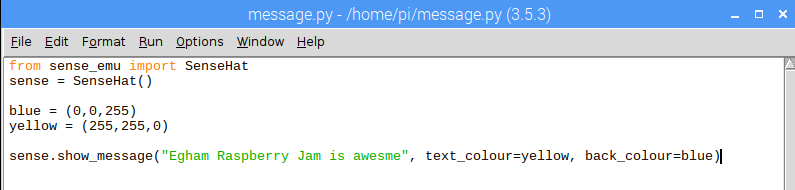 message.py - /home/pi/message.py (3.5.3)
File Edit Format Run Options Window Help
from sense_emu import SenseHat
sense = SenseHat()
blue = (0,0,255)
yellow = (255,255,0)
sense.show_message("Egham Raspberry Jam is awesme", text_colour=yellow, back_colour=blue)